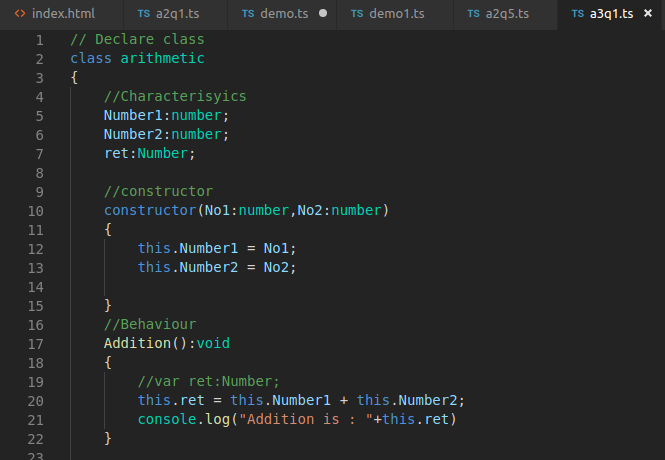 <> index.html TS a2q1.ts TS demo.ts ● TS demo1.ts TS a2q5.ts TS a3q1.ts ×
1 // Declare class
2 class arithmetic
3 {
4 //Characterisyics
5 Number1:number;
6 Number2:number;
7 ret:Number;
8
9 //constructor
10 constructor(No1:number,No2:number)
11 {
12 this.Number1 = No1;
13 this.Number2 = No2;
14
15 }
16 //Behaviour
17 Addition():void
18 {
19 //var ret:Number;
20 this.ret = this.Number1 + this.Number2;
21 console.log("Addition is : "+this.ret)
22 }
23